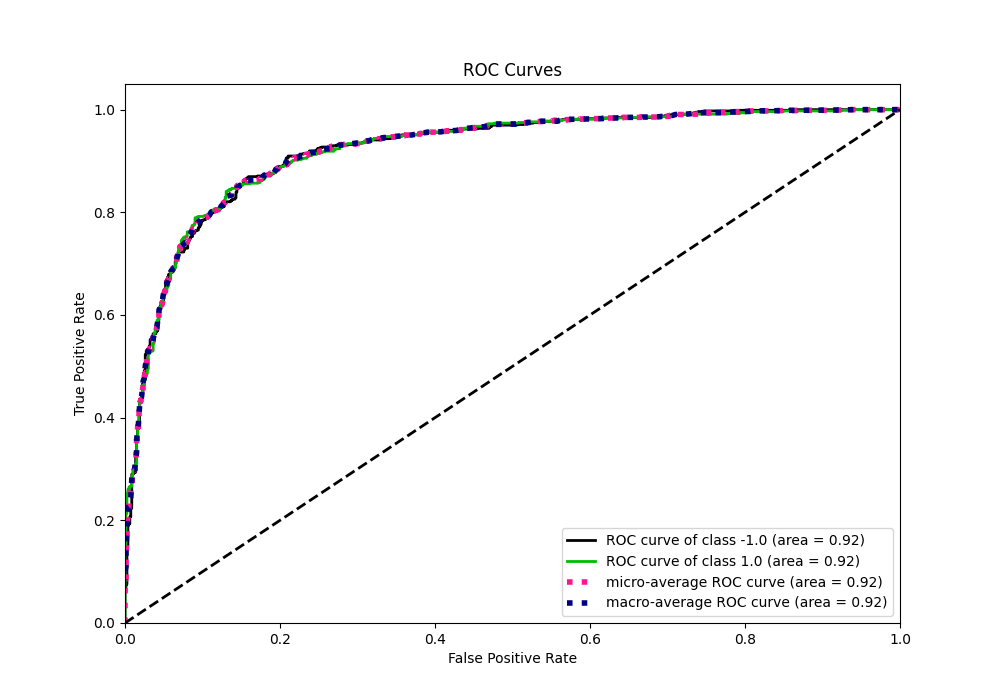 ROC Curves
1.0
0.8
0.6
0.4
0.2
0.0
True Positive Rate
0.0 0.2 0.4 0.6 0.8 1.0
False Positive Rate
ROC curve of class -1.0 (area = 0.92)
ROC curve of class 1.0 (area = 0.92)
micro-average ROC curve (area = 0.92)
macro-average ROC curve (area = 0.92)